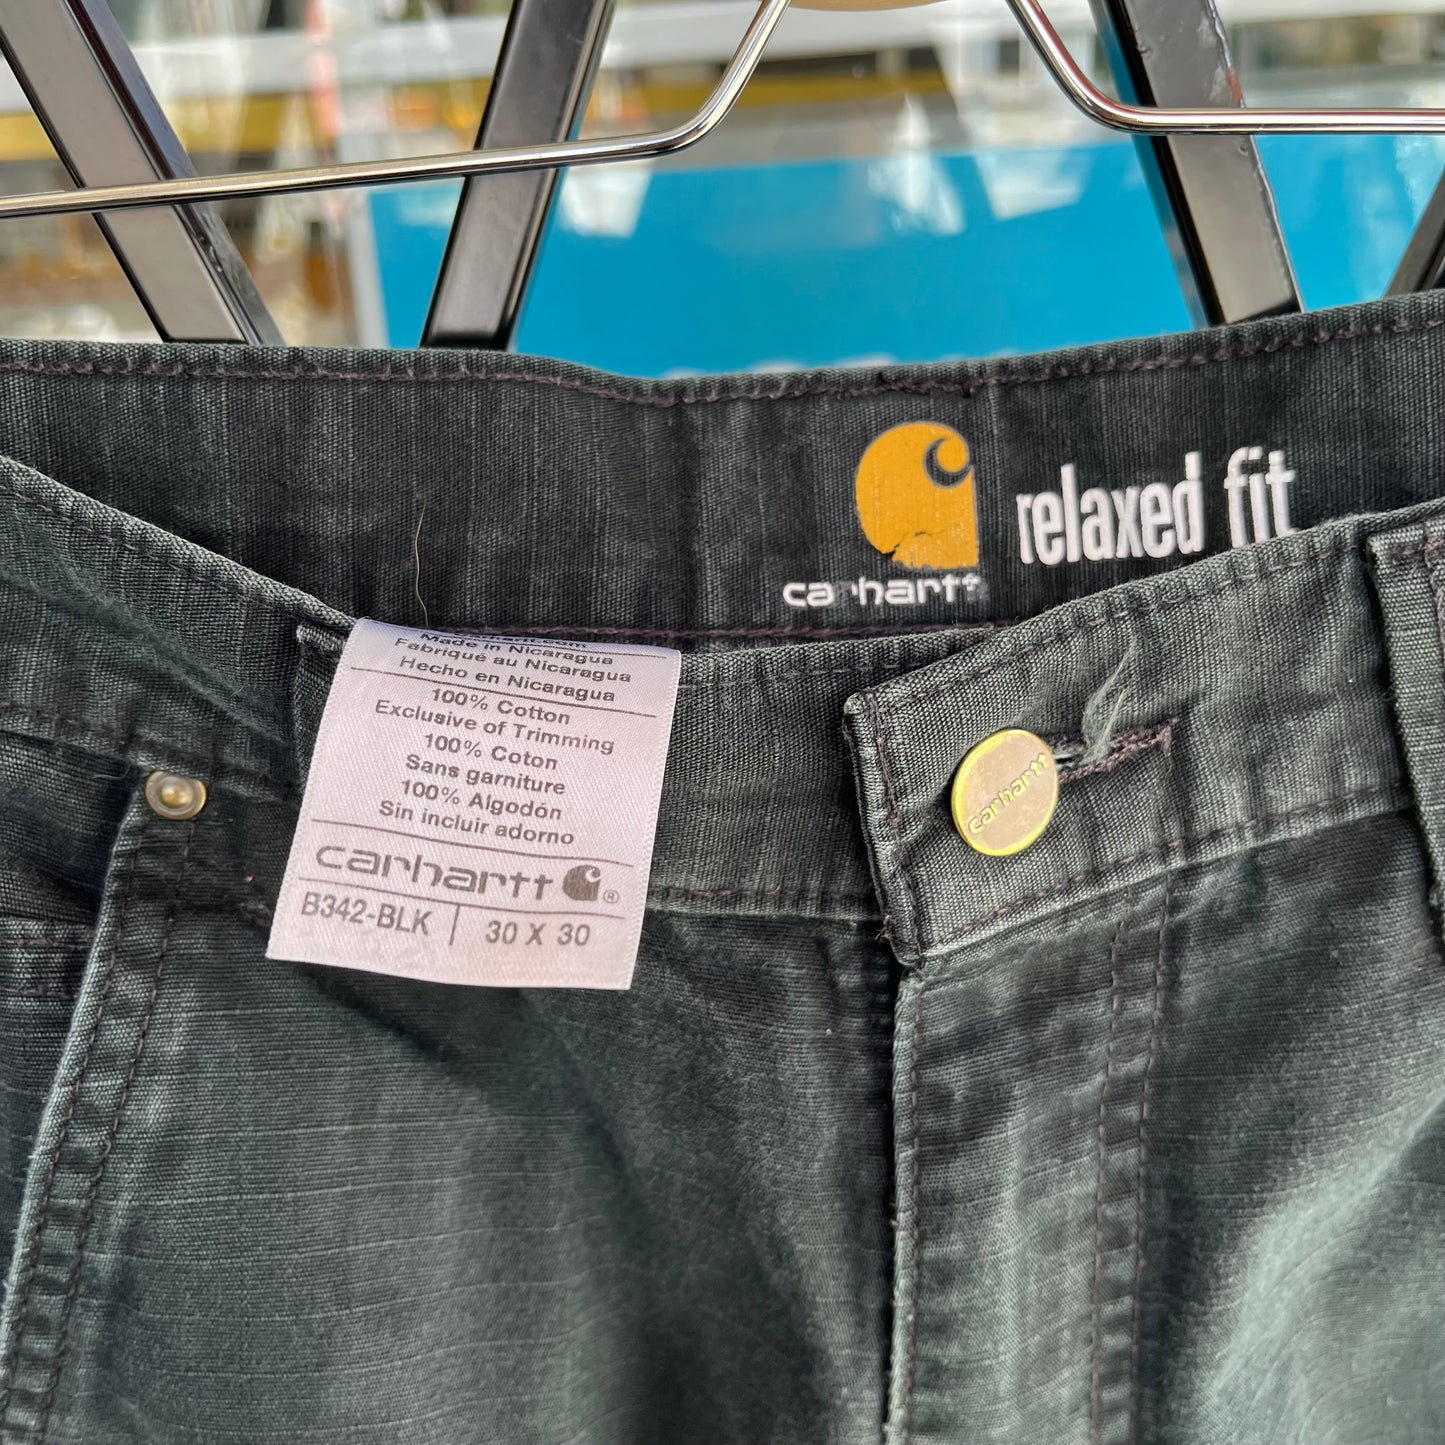 carhartt
relaxed fit
Made in Nicaragua
Fabriqué au Nicaragua
Hecho en Nicaragua
100% Cotton
Exclusive of Trimming
100% Coton
Sans garniture
100% Algodón
Sin incluir adorno
carhartt ®
B342-BLK | 30 X 30
carhartt